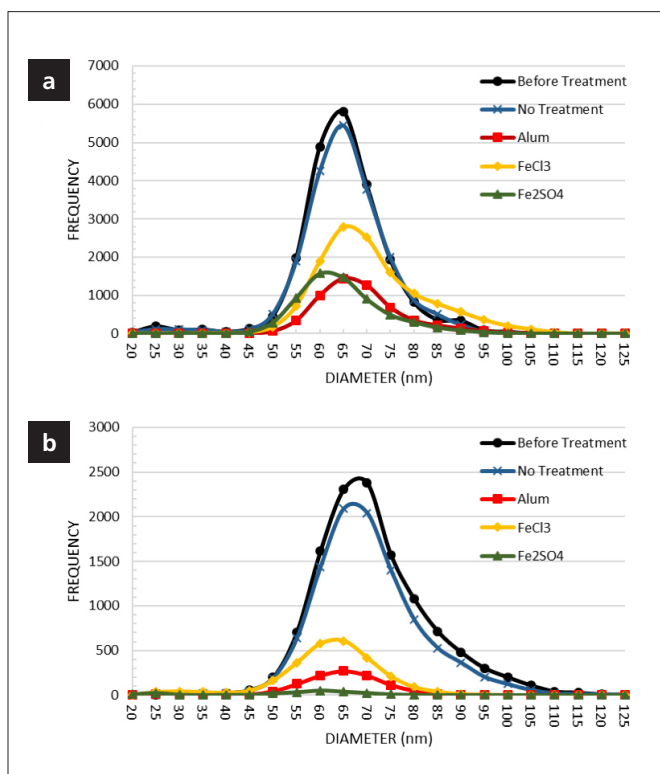 a
7000
6000
5000
4000
3000
2000
1000
0
FREQUENCY
Before Treatment
No Treatment
Alum
FeCl3
Fe2SO4
20 25 30 35 40 45 50 55 60 65 70 75 80 85 90 95 100 105 110 115 120 125
DIAMETER (nm)
b
3000
2500
2000
1500
1000
500
0
FREQUENCY
Before Treatment
No Treatment
Alum
FeCl3
Fe2SO4
20 25 30 35 40 45 50 55 60 65 70 75 80 85 90 95 100 105 110 115 120 125
DIAMETER (nm)